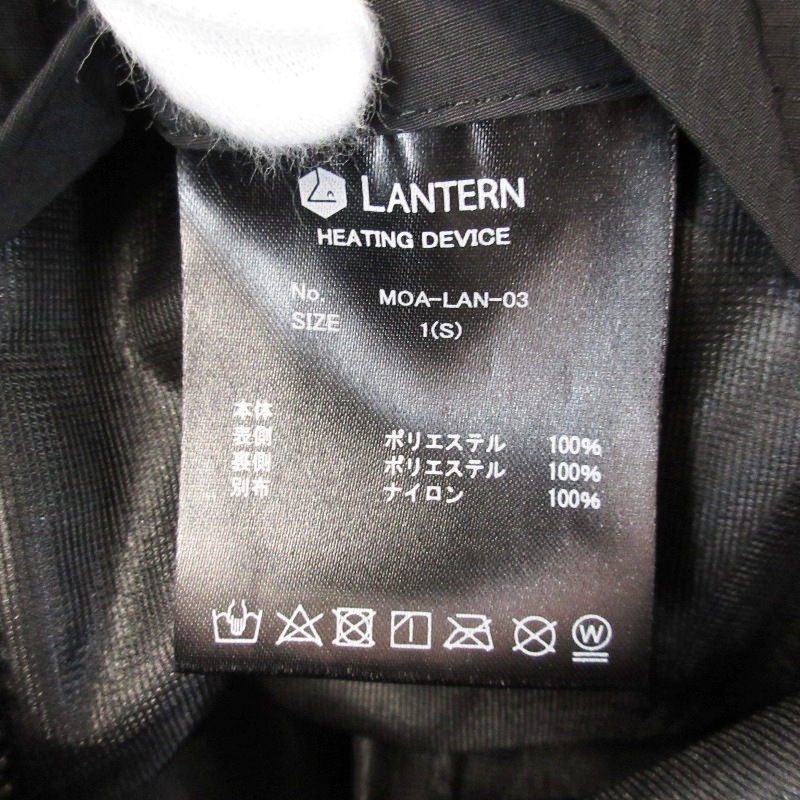 LANTERN
HEATING DEVICE
No. MOA-LAN-03
SIZE 1(S)
本体
表側 ポリエステル 100%
裏側 ポリエステル 100%
別布 ナイロン 100%
W